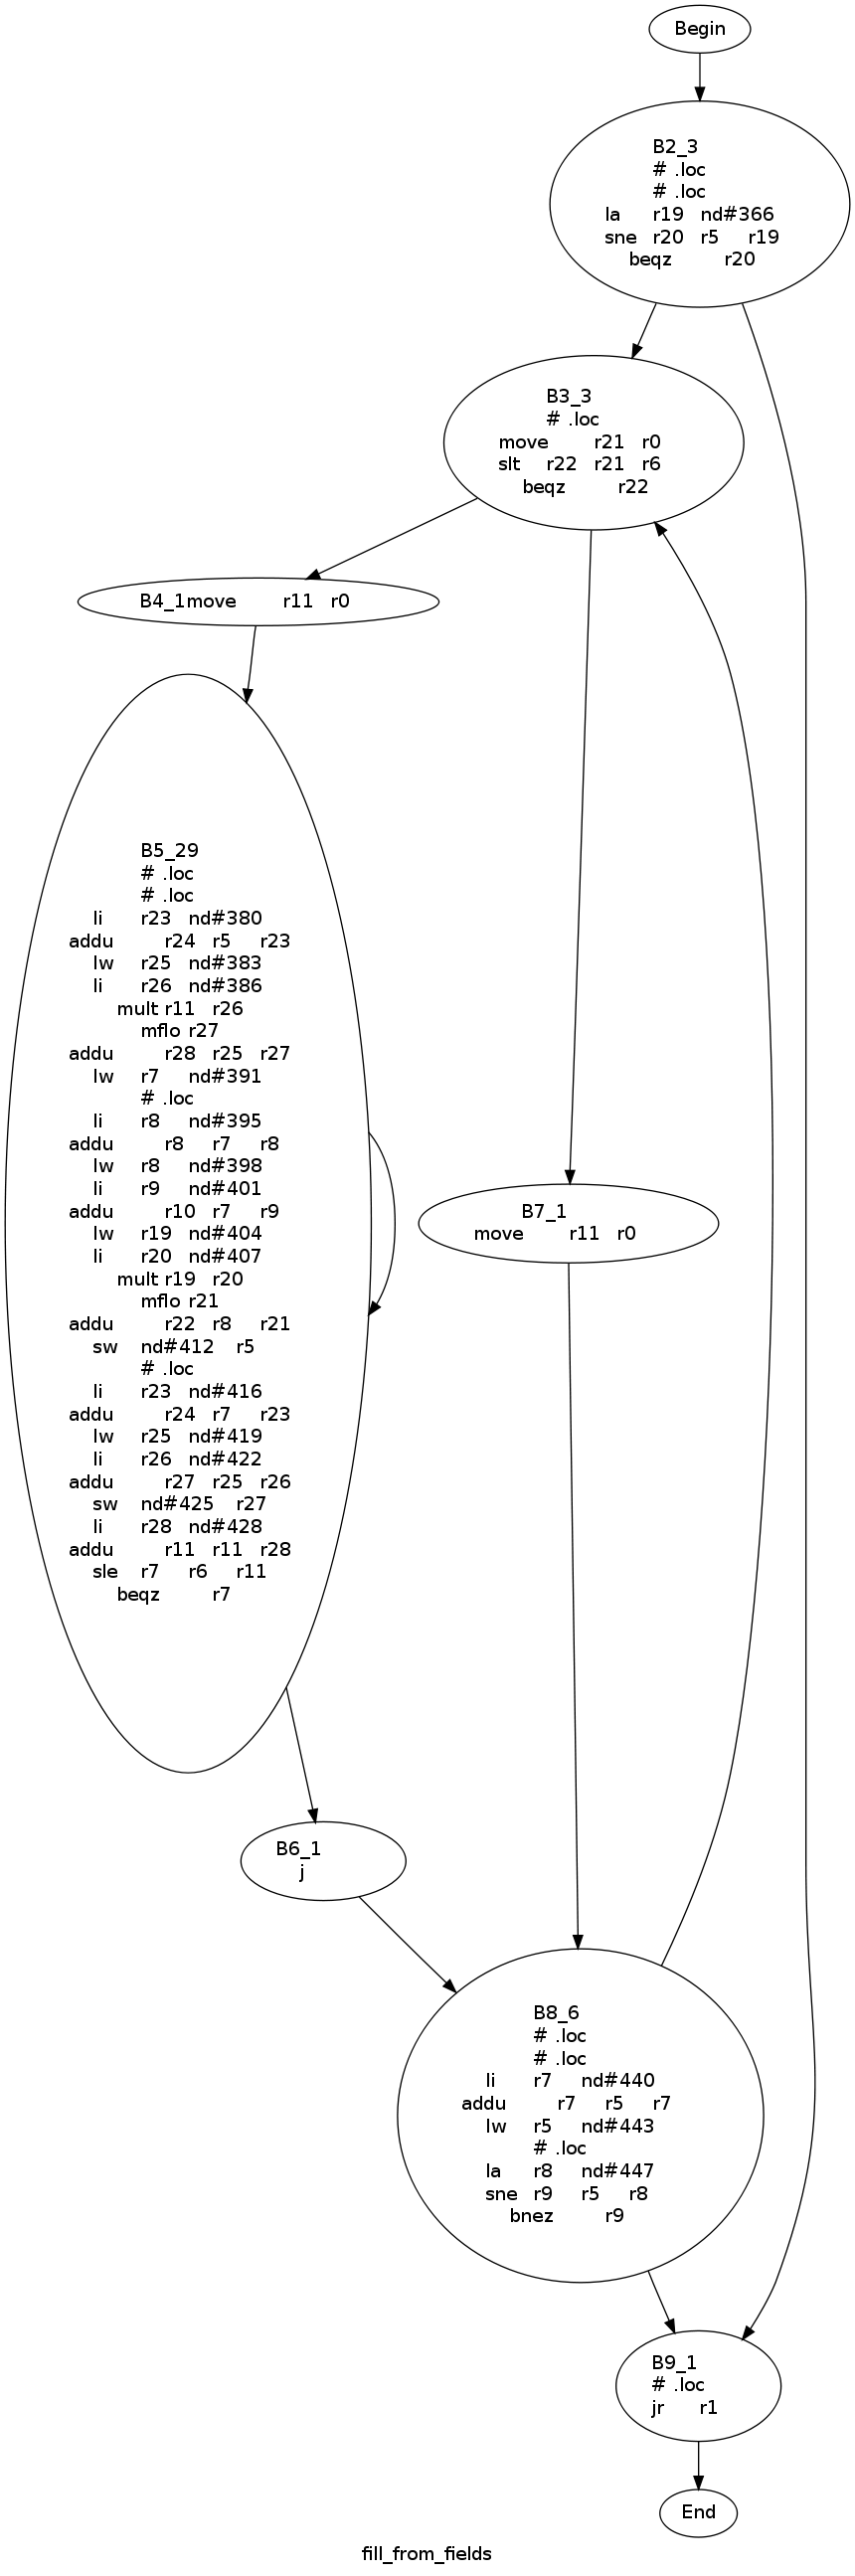 Begin
B2_3
# .loc
# .loc
la r19 nd#366
sne r20 r5 r19
beqz r20
B3_3
# .loc
move r21 r0
slt r22 r21 r6
beqz r22
B4_1move r11 r0
B5_29
# .loc
# .loc
li r23 nd#380
addu r24 r5 r23
lw r25 nd#383
li r26 nd#386
mult r11 r26
mflo r27
addu r28 r25 r27
lw r7 nd#391
# .loc
li r8 nd#395
addu r8 r7 r8
lw r8 nd#398
li r9 nd#401
addu r10 r7 r9
lw r19 nd#404
li r20 nd#407
mult r19 r20
mflo r21
addu r22 r8 r21
sw nd#412 r5
# .loc
li r23 nd#416
addu r24 r7 r23
lw r25 nd#419
li r26 nd#422
addu r27 r25 r26
sw nd#425 r27
li r28 nd#428
addu r11 r11 r28
sle r7 r6 r11
beqz r7
B7_1
move r11 r0
B6_1
j
B8_6
# .loc
# .loc
li r7 nd#440
addu r7 r5 r7
lw r5 nd#443
# .loc
la r8 nd#447
sne r9 r5 r8
bnez r9
B9_1
# .loc
jr r1
End
fill_from_fields